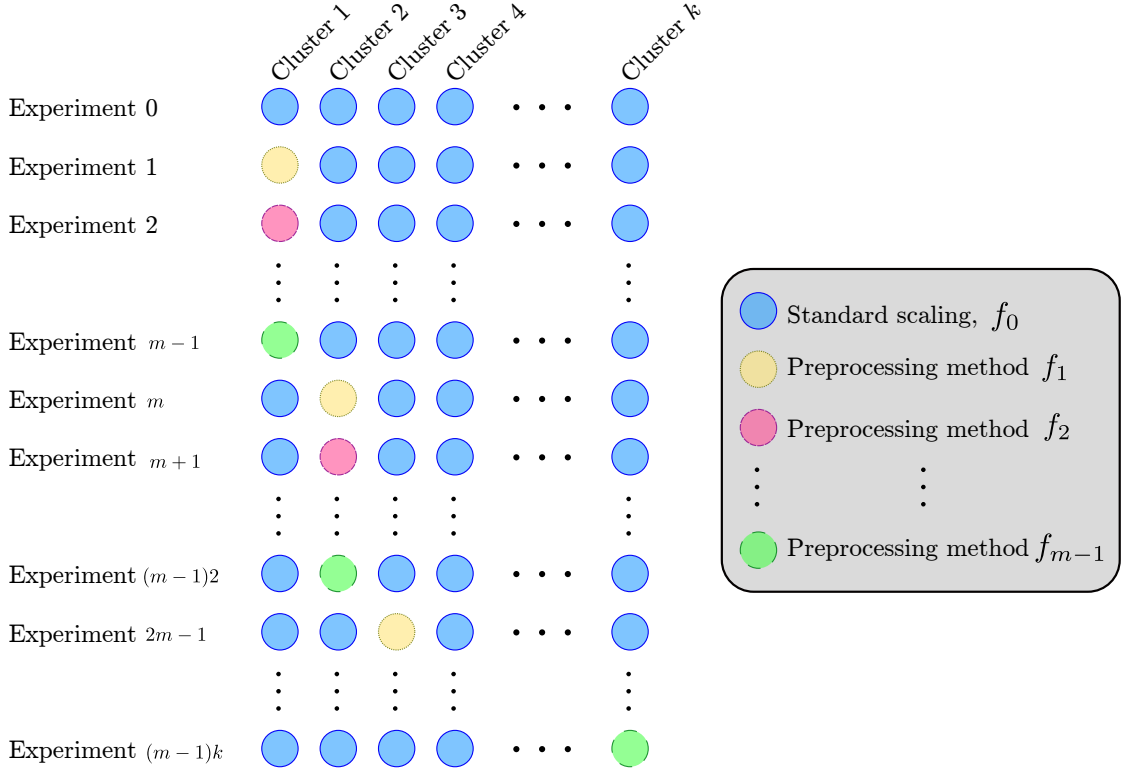 Cluster 1
Cluster 2
Cluster 3
Cluster 4
Cluster k
Experiment 0
Experiment 1
Experiment 2
Experiment m − 1
Experiment m
Experiment m + 1
Experiment (m − 1)2
Experiment 2m − 1
Experiment (m − 1)k
Standard scaling, f₀
Preprocessing method f₁
Preprocessing method f₂
Preprocessing method fₘ₋₁